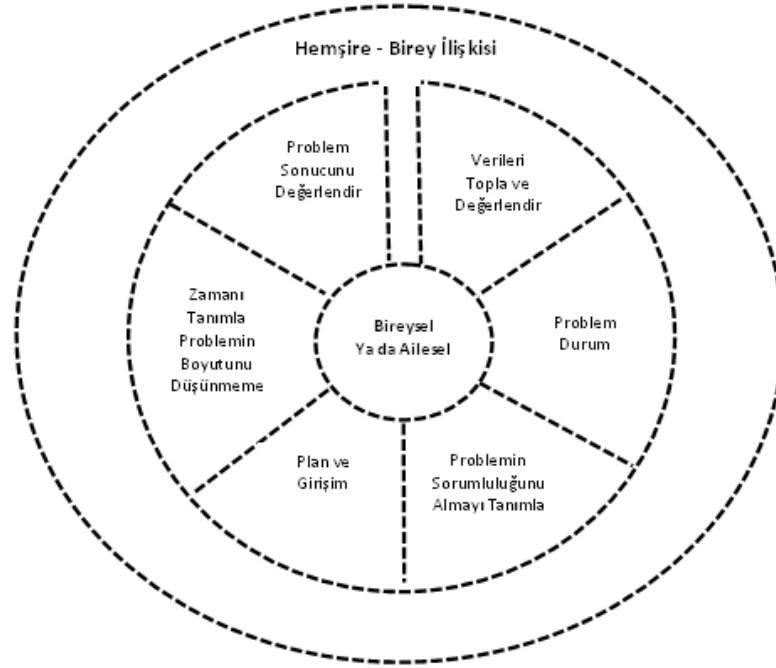 Hemşire - Birey İlişkisi
Problem
Sonucunu
Değerlendir
Verileri
Topla ve
Değerlendir
Zamanı
Tanımla
Problemin
Boyutunu
Düşünmeme
Bireysel
Ya da Ailesel
Problem
Durum
Plan ve
Girişim
Problemin
Sorumluluğunu
Almayı Tanımla